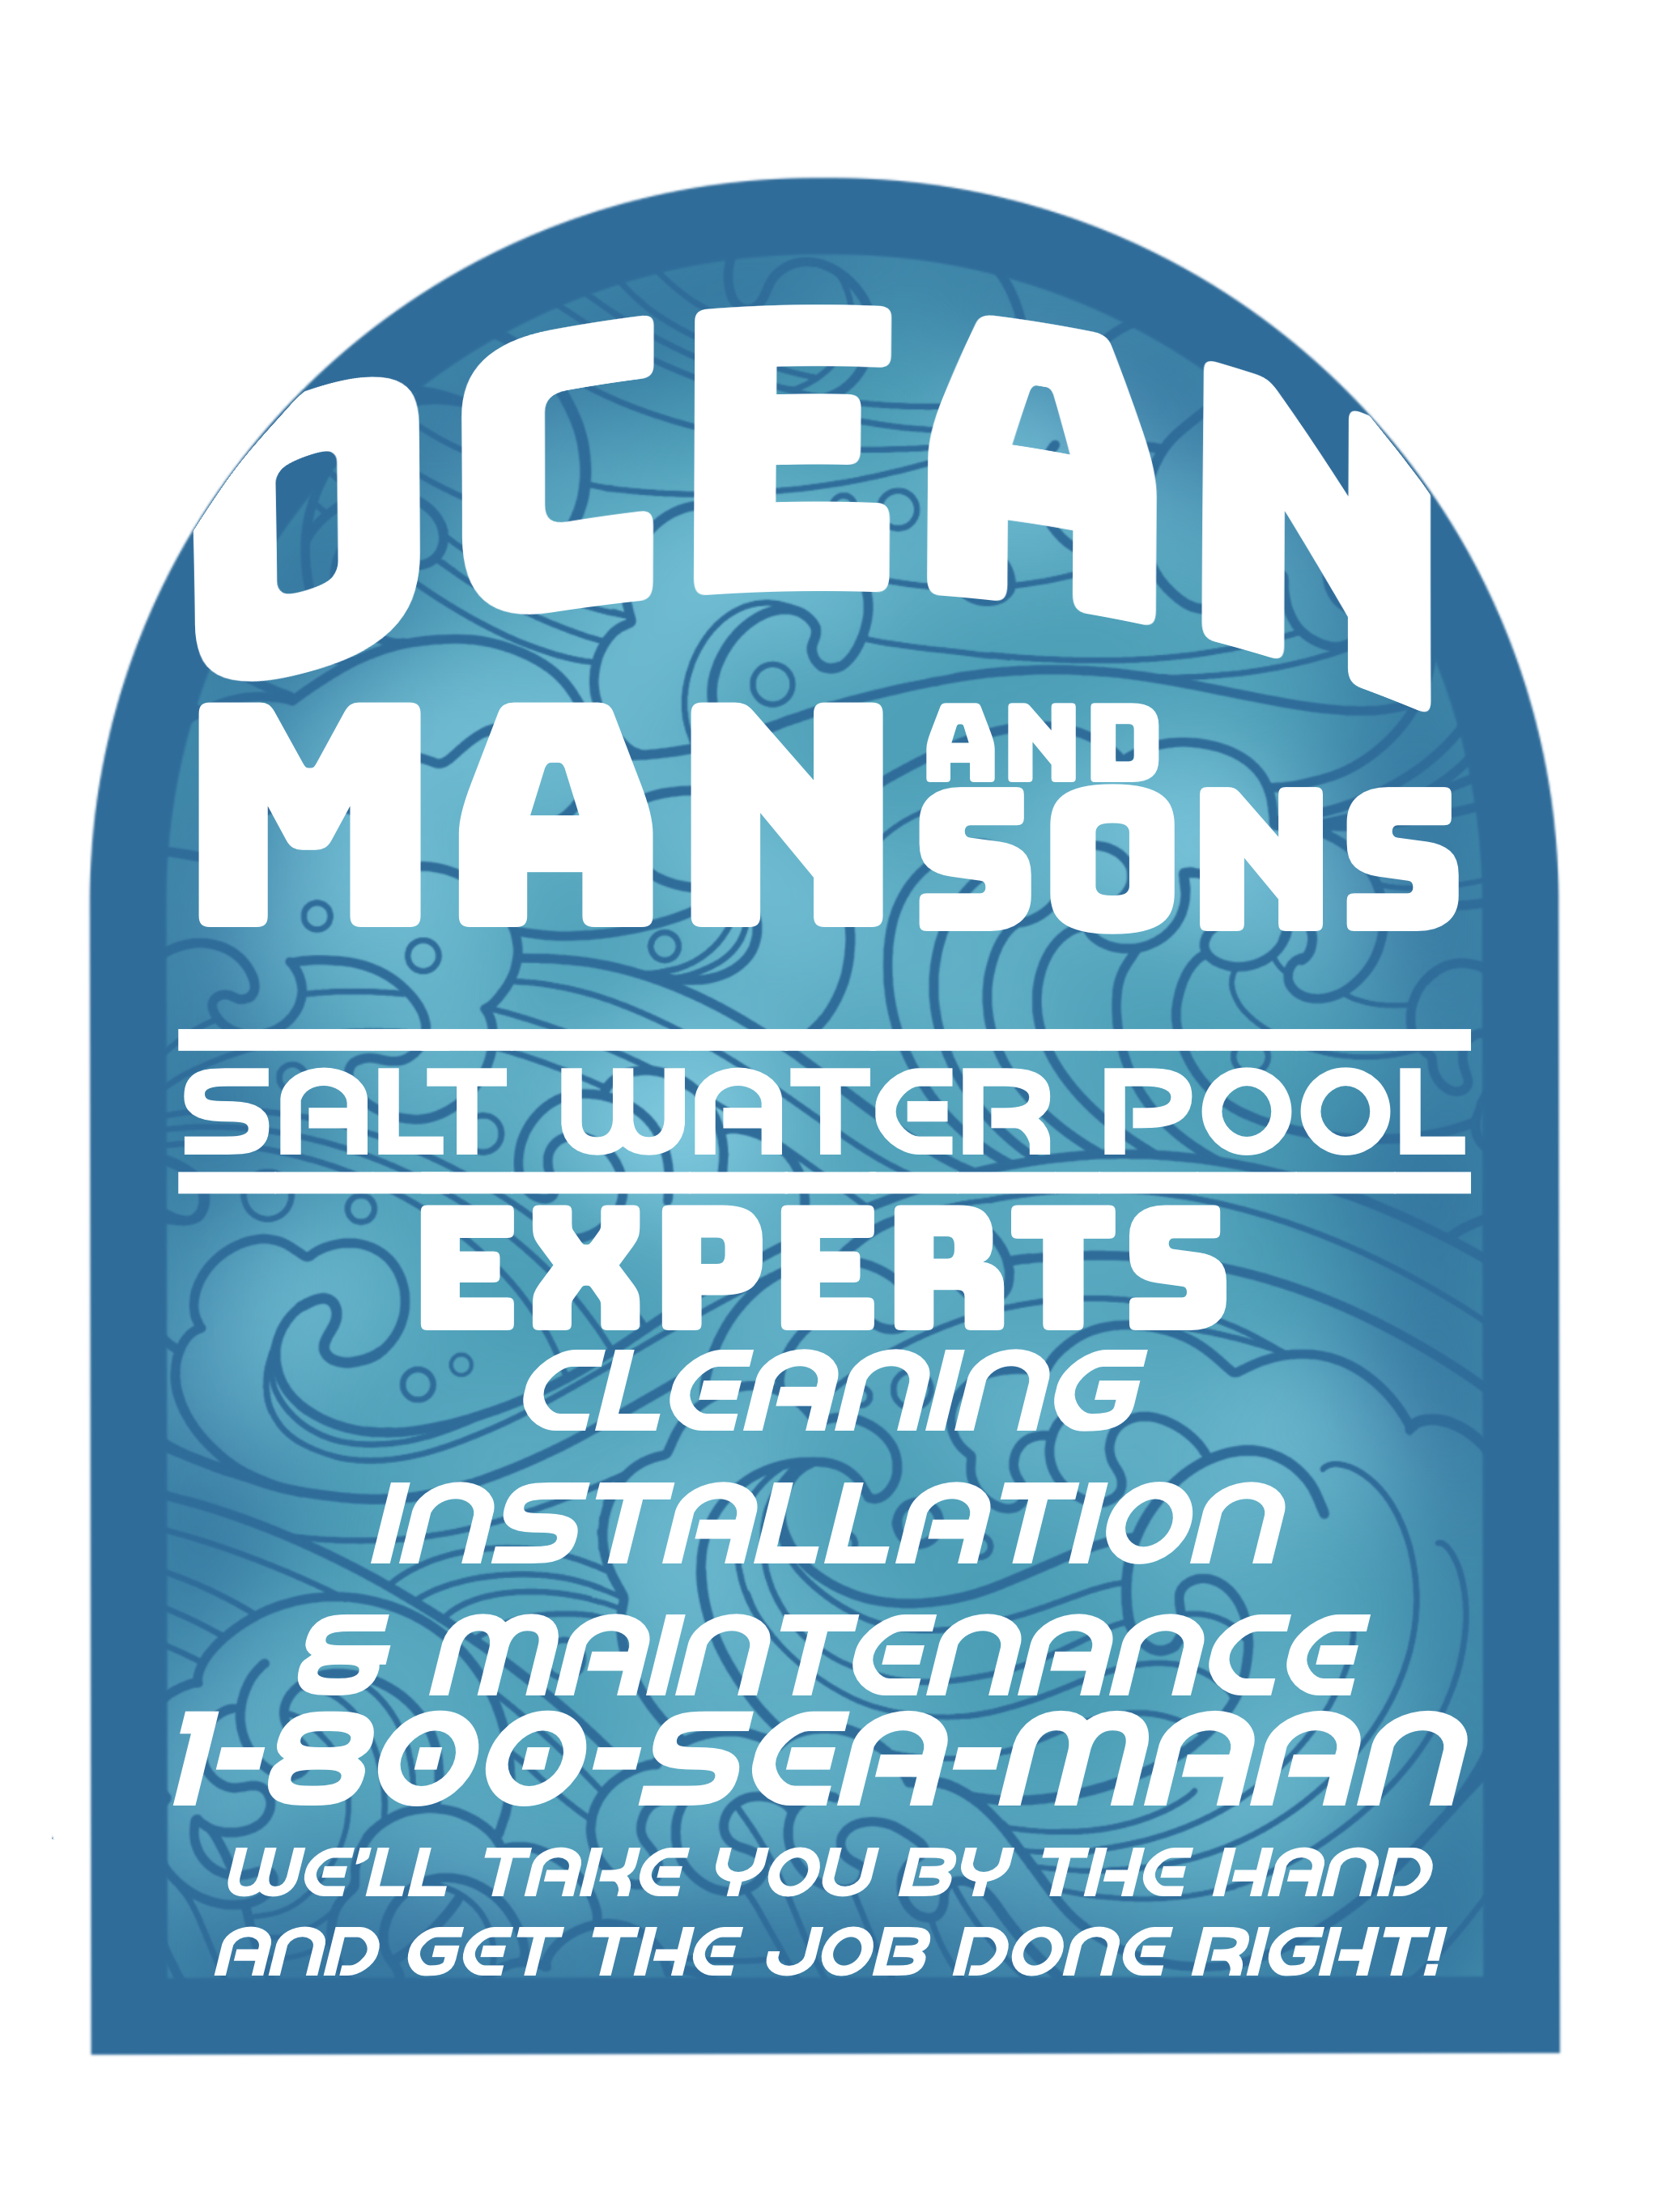 OCEAN
MAN AND SONS
SALT WATER POOL
EXPERTS
CLEANING
INSTALLATION
& MAINTENANCE
1-800-SEA-MAAN
WE'LL TAKE YOU BY THE HAND
AND GET THE JOB DONE RIGHT!